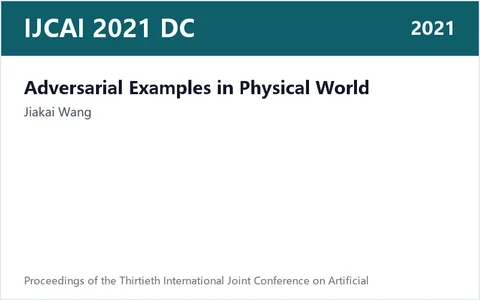 IJCAI 2021 DC
2021
Adversarial Examples in Physical World
Jiakai Wang
Proceedings of the Thirtieth International Joint Conference on Artificial